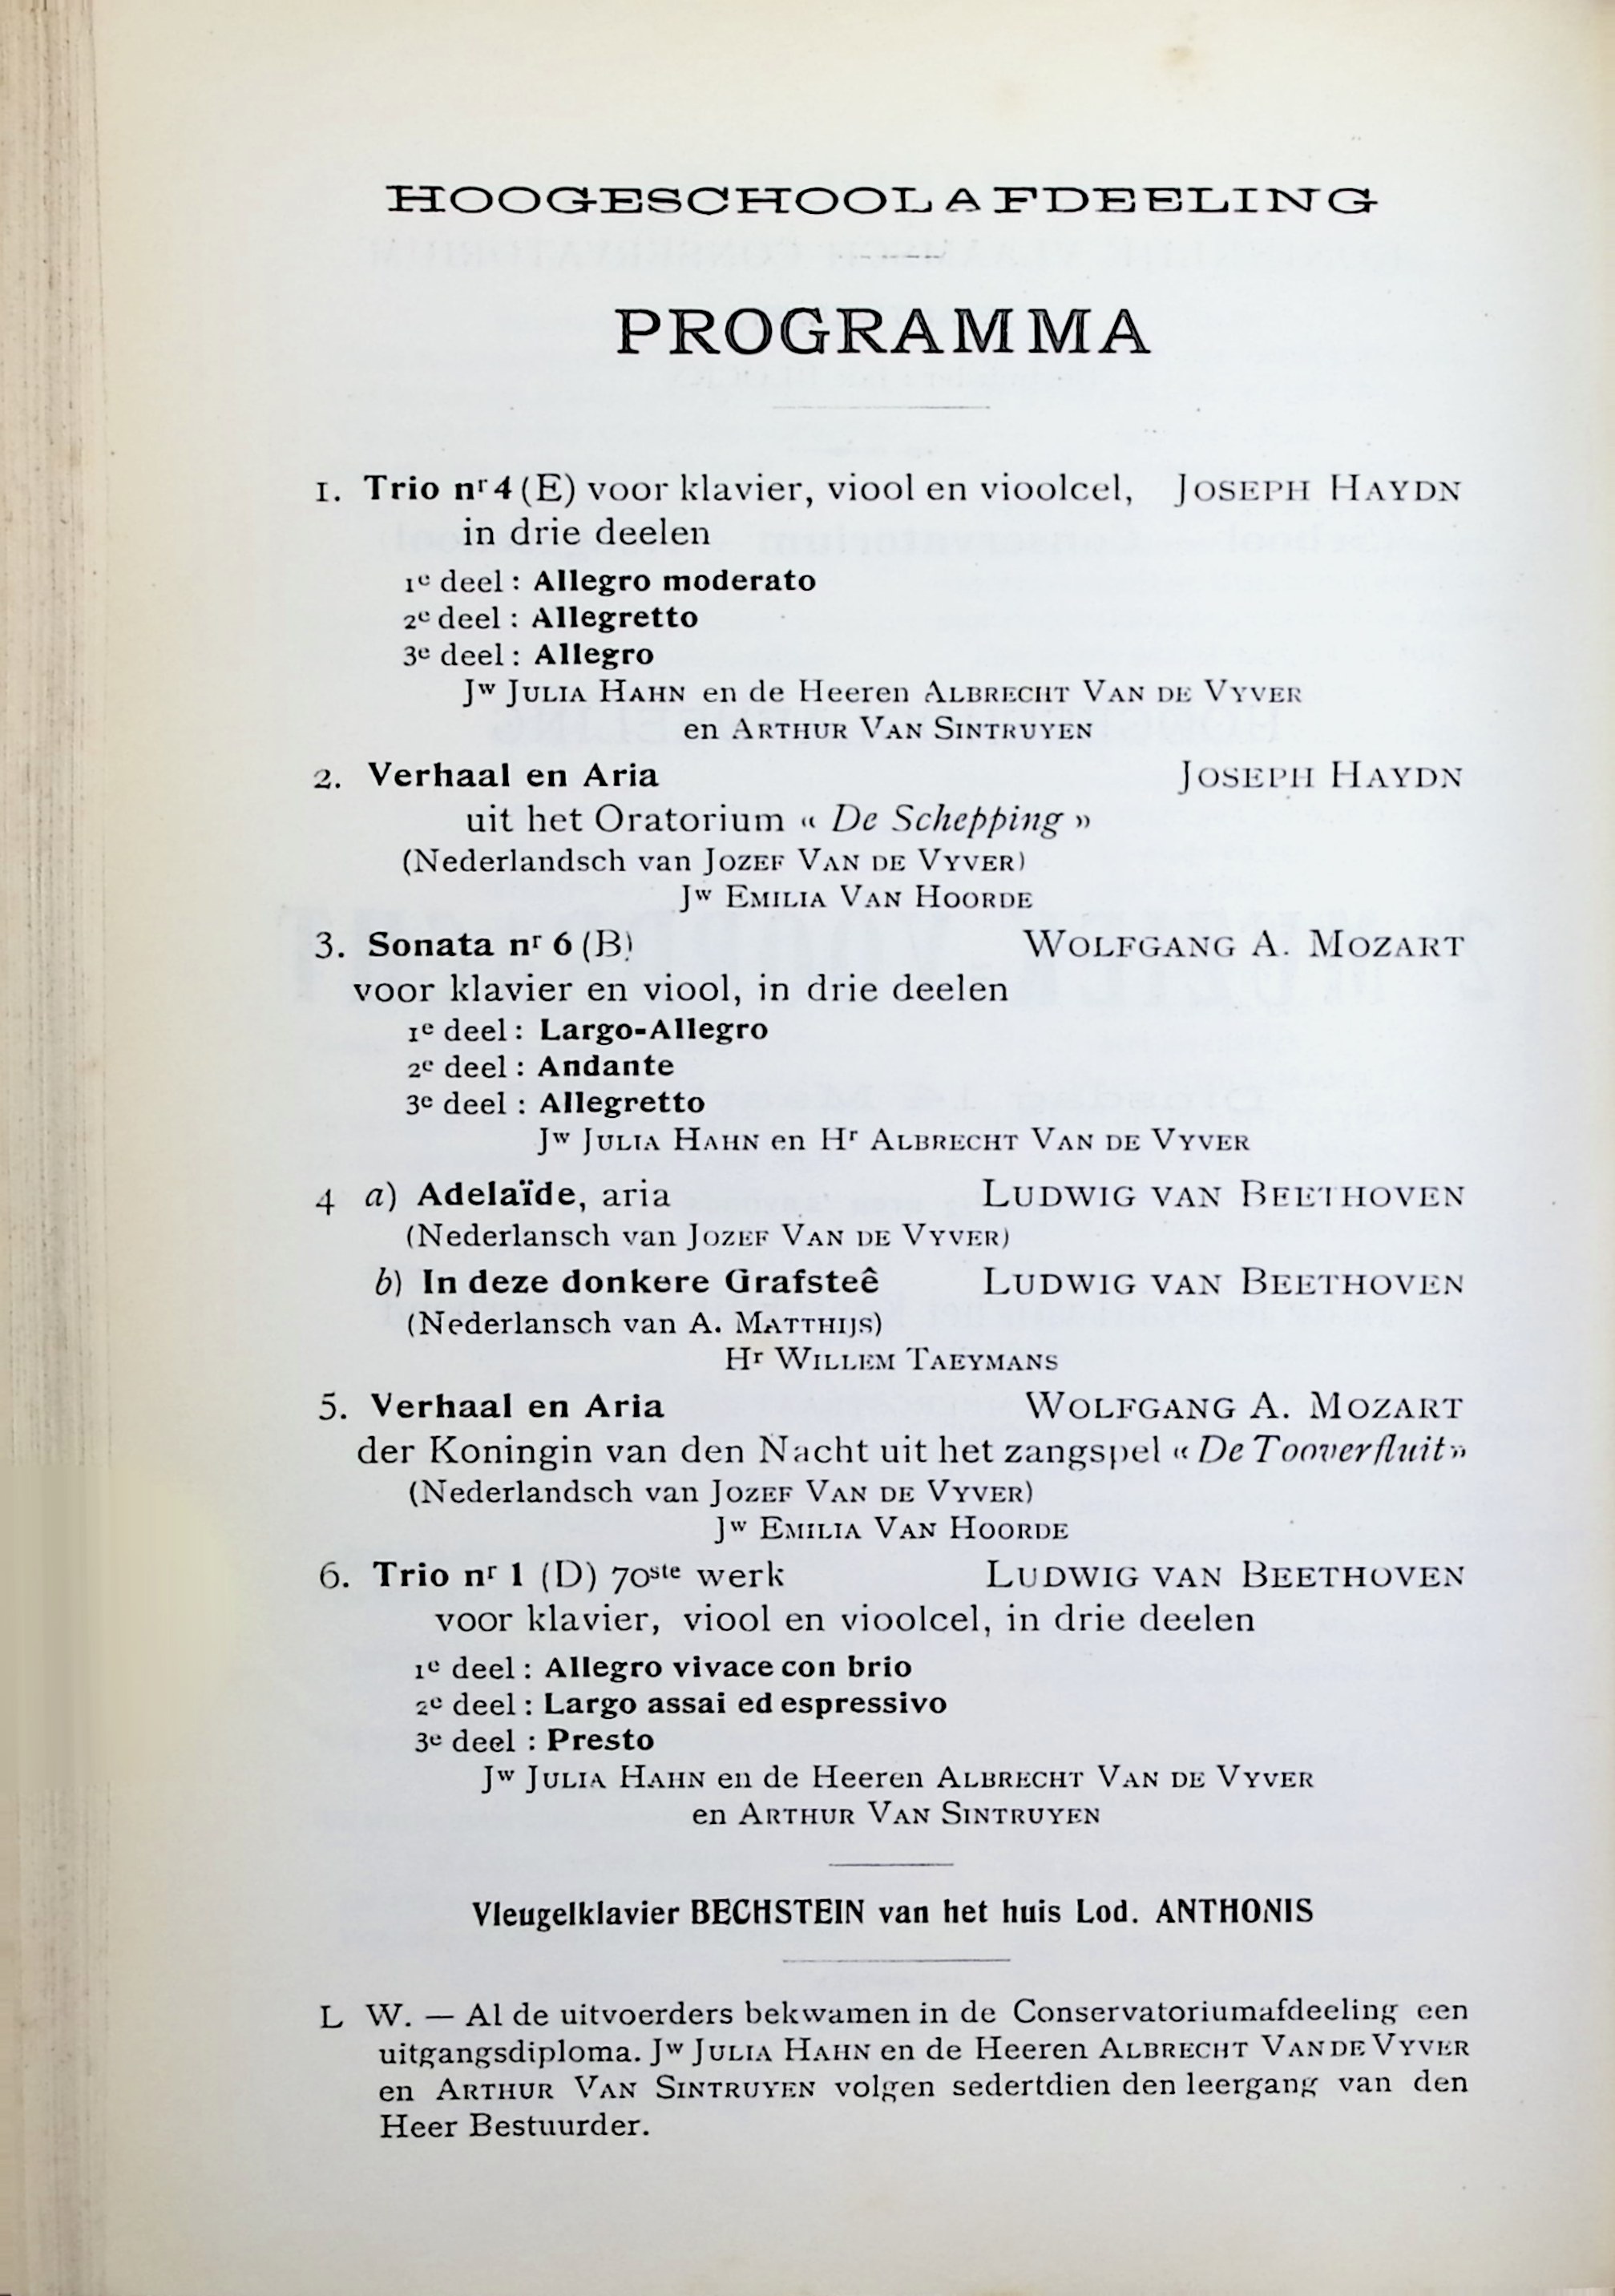 HOOGESCHOOLAFDEELING
PROGRAMMA
1. Trio nr 4 (E) voor klavier, viool en vioolcel, JOSEPH HAYDN
in drie deelen
1e deel : Allegro moderato
2e deel : Allegretto
3e deel : Allegro
Jw JULIA HAHN en de Heeren ALBRECHT VAN DE VYVER
en ARTHUR VAN SINTRUYEN
2. Verhaal en Aria JOSEPH HAYDN
uit het Oratorium « De Schepping »
(Nederlandsch van JOZEF VAN DE VYVER)
Jw EMILIA VAN HOORDE
3. Sonata nr 6 (B) WOLFGANG A. MOZART
voor klavier en viool, in drie deelen
1e deel : Largo-Allegro
2e deel : Andante
3e deel : Allegretto
Jw JULIA HAHN en Hr ALBRECHT VAN DE VYVER
4 a) Adelaïde, aria LUDWIG VAN BEETHOVEN
(Nederlansch van JOZEF VAN DE VYVER)
b) In deze donkere Grafsteê LUDWIG VAN BEETHOVEN
(Nederlansch van A. MATTHIJS)
Hr WILLEM TAEYMANS
5. Verhaal en Aria WOLFGANG A. MOZART
der Koningin van den Nacht uit het zangspel « De Tooverfluit »
(Nederlandsch van JOZEF VAN DE VYVER)
Jw EMILIA VAN HOORDE
6. Trio nr 1 (D) 70ste werk LUDWIG VAN BEETHOVEN
voor klavier, viool en vioolcel, in drie deelen
1e deel : Allegro vivace con brio
2e deel : Largo assai ed espressivo
3e deel : Presto
Jw JULIA HAHN en de Heeren ALBRECHT VAN DE VYVER
en ARTHUR VAN SINTRUYEN
Vleugelklavier BECHSTEIN van het huis Lod. ANTHONIS
L W. — Al de uitvoerders bekwamen in de Conservatoriumafdeeling een
uitgangsdiploma. Jw JULIA HAHN en de Heeren ALBRECHT VAN DE VYVER
en ARTHUR VAN SINTRUYEN volgen sedertdien den leergang van den
Heer Bestuurder.